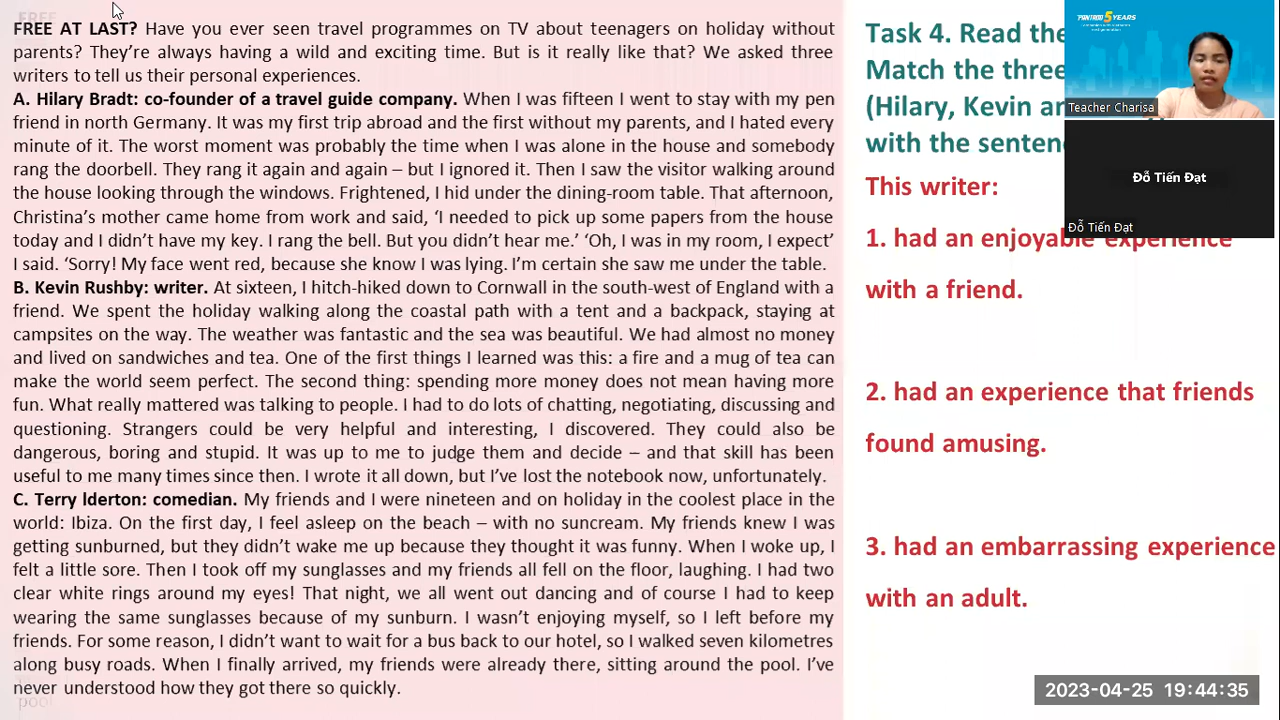 FREE AT LAST? Have you ever seen travel programmes on TV about teenagers on holiday without
parents? They're always having a wild and exciting time. But is it really like that? We asked three
writers to tell us their personal experiences.
A. Hilary Bradt: co-founder of a travel guide company. When I was fifteen I went to stay with my pen
friend in north Germany. It was my first trip abroad and the first without my parents, and I hated every
minute of it. The worst moment was probably the time when I was alone in the house and somebody
rang the doorbell. They rang it again and again – but I ignored it. Then I saw the visitor walking around
the house looking through the windows. Frightened, I hid under the dining-room table. That afternoon,
Christina's mother came home from work and said, 'I needed to pick up some papers from the house
today and I didn't have my key. I rang the bell. But you didn't hear me.' 'Oh, I was in my room, I expect'
I said. 'Sorry! My face went red, because she know I was lying. I'm certain she saw me under the table.
B. Kevin Rushby: writer. At sixteen, I hitch-hiked down to Cornwall in the south-west of England with a
friend. We spent the holiday walking along the coastal path with a tent and a backpack, staying at
campsites on the way. The weather was fantastic and the sea was beautiful. We had almost no money
and lived on sandwiches and tea. One of the first things I learned was this: a fire and a mug of tea can
make the world seem perfect. The second thing: spending more money does not mean having more
fun. What really mattered was talking to people. I had to do lots of chatting, negotiating, discussing and
questioning. Strangers could be very helpful and interesting, I discovered. They could also be
dangerous, boring and stupid. It was up to me to judge them and decide – and that skill has been
useful to me many times since then. I wrote it all down, but I've lost the notebook now, unfortunately.
C. Terry lderton: comedian. My friends and I were nineteen and on holiday in the coolest place in the
world: Ibiza. On the first day, I feel asleep on the beach – with no suncream. My friends knew I was
getting sunburned, but they didn't wake me up because they thought it was funny. When I woke up, I
felt a little sore. Then I took off my sunglasses and my friends all fell on the floor, laughing. I had two
clear white rings around my eyes! That night, we all went out dancing and of course I had to keep
wearing the same sunglasses because of my sunburn. I wasn't enjoying myself, so I left before my
friends. For some reason, I didn't want to wait for a bus back to our hotel, so I walked seven kilometres
along busy roads. When I finally arrived, my friends were already there, sitting around the pool. I've
never understood how they got there so quickly.
Task 4. Read the
Match the three
(Hilary, Kevin
with the
This writer:
1. had an enjoyable experience
with a friend.
2. had an experience that friends
found amusing.
3. had an embarrassing experience
with an adult.
5 YEARS
Teacher Charisa
Đỗ Tiến Đạt
Đỗ Tiến Đạt
2023-04-25 19:44:35